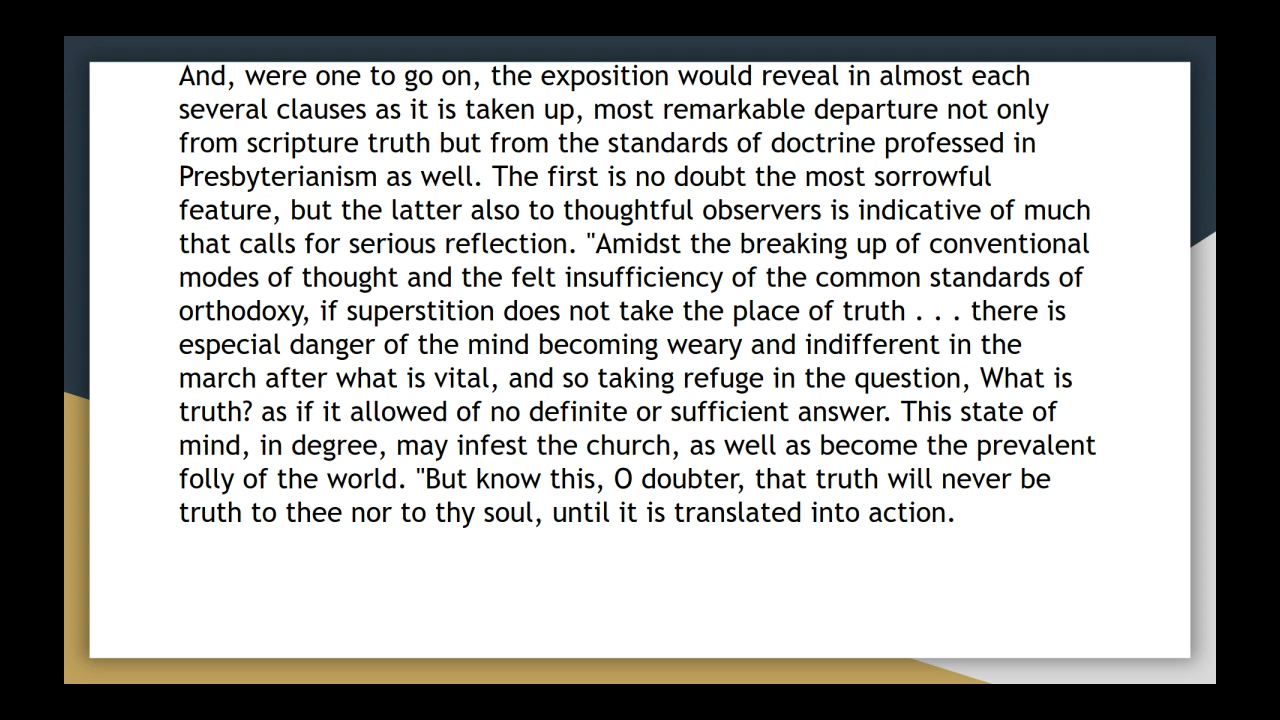 And, were one to go on, the exposition would reveal in almost each
several clauses as it is taken up, most remarkable departure not only
from scripture truth but from the standards of doctrine professed in
Presbyterianism as well. The first is no doubt the most sorrowful
feature, but the latter also to thoughtful observers is indicative of much
that calls for serious reflection. "Amidst the breaking up of conventional
modes of thought and the felt insufficiency of the common standards of
orthodoxy, if superstition does not take the place of truth . . . there is
especial danger of the mind becoming weary and indifferent in the
march after what is vital, and so taking refuge in the question, What is
truth? as if it allowed of no definite or sufficient answer. This state of
mind, in degree, may infest the church, as well as become the prevalent
folly of the world. "But know this, O doubter, that truth will never be
truth to thee nor to thy soul, until it is translated into action.